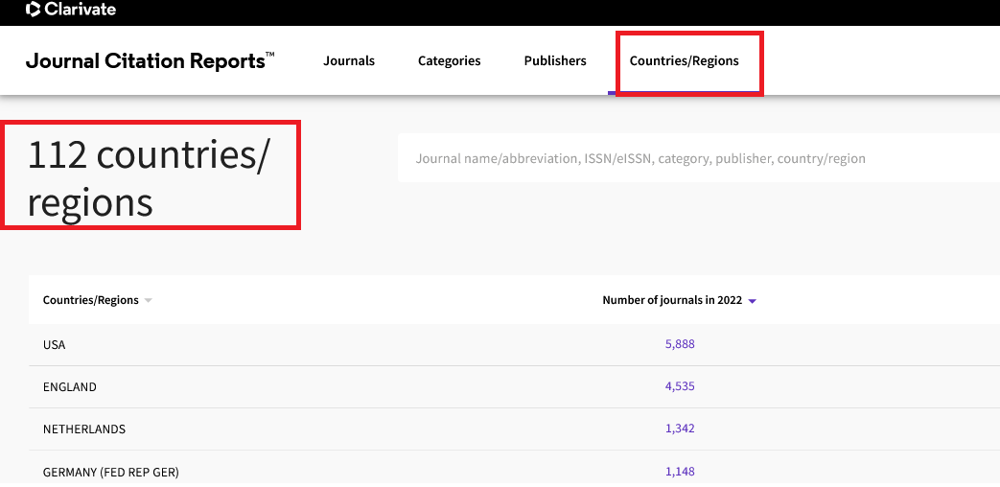 Clarivate
Journal Citation Reports™
Journals Categories Publishers Countries/Regions
112 countries/
regions
Journal name/abbreviation, ISSN/eISSN, category, publisher, country/region
Countries/Regions Number of journals in 2022
USA 5,888
ENGLAND 4,535
NETHERLANDS 1,342
GERMANY (FED REP GER) 1,148